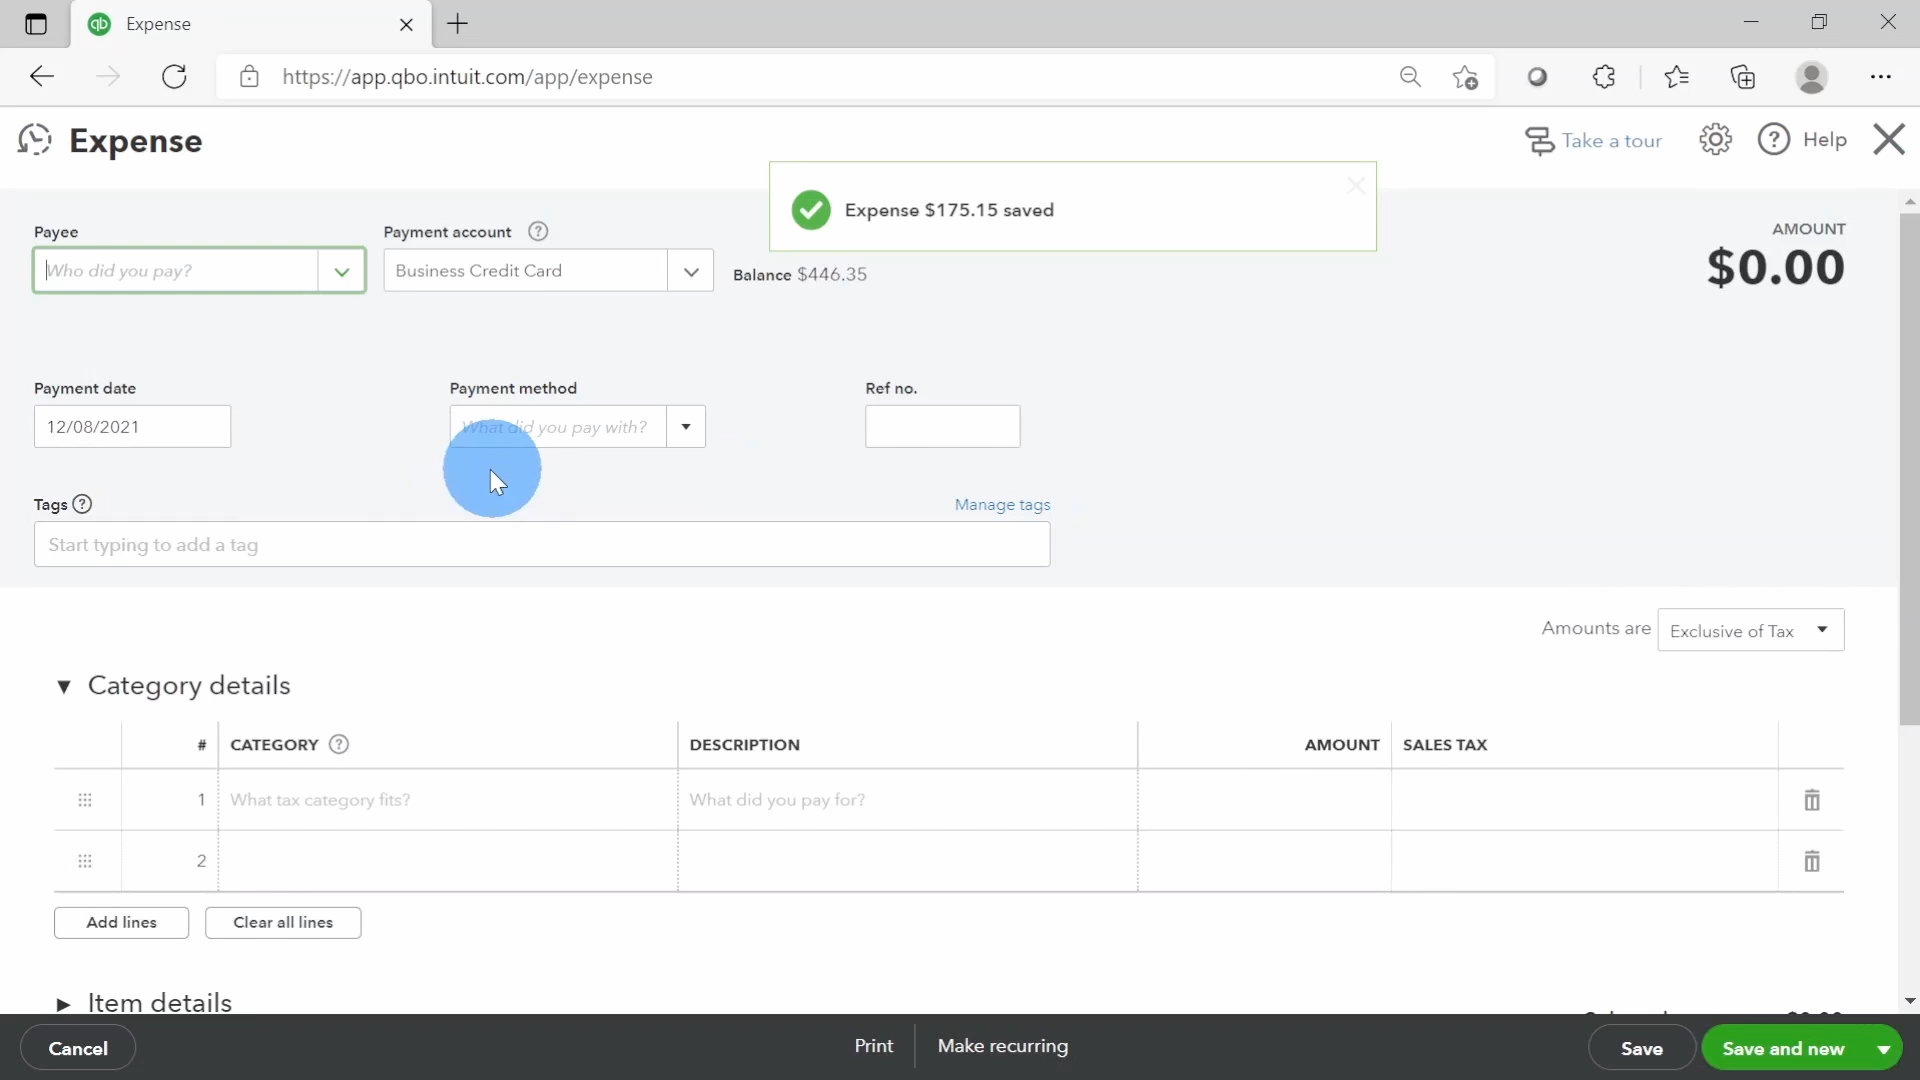 Expense
https://app.qbo.intuit.com/app/expense
Expense
Take a tour
Help
Expense $175.15 saved
Payee
Payment account
AMOUNT
Who did you pay?
Business Credit Card
Balance $446.35
$0.00
Payment date
Payment method
Ref no.
12/08/2021
What did you pay with?
Tags
Manage tags
Start typing to add a tag
Amounts are
Exclusive of Tax
Category details
# CATEGORY DESCRIPTION AMOUNT SALES TAX
1 What tax category fits? What did you pay for?
2
Add lines
Clear all lines
Item details
Cancel
Print
Make recurring
Save
Save and new